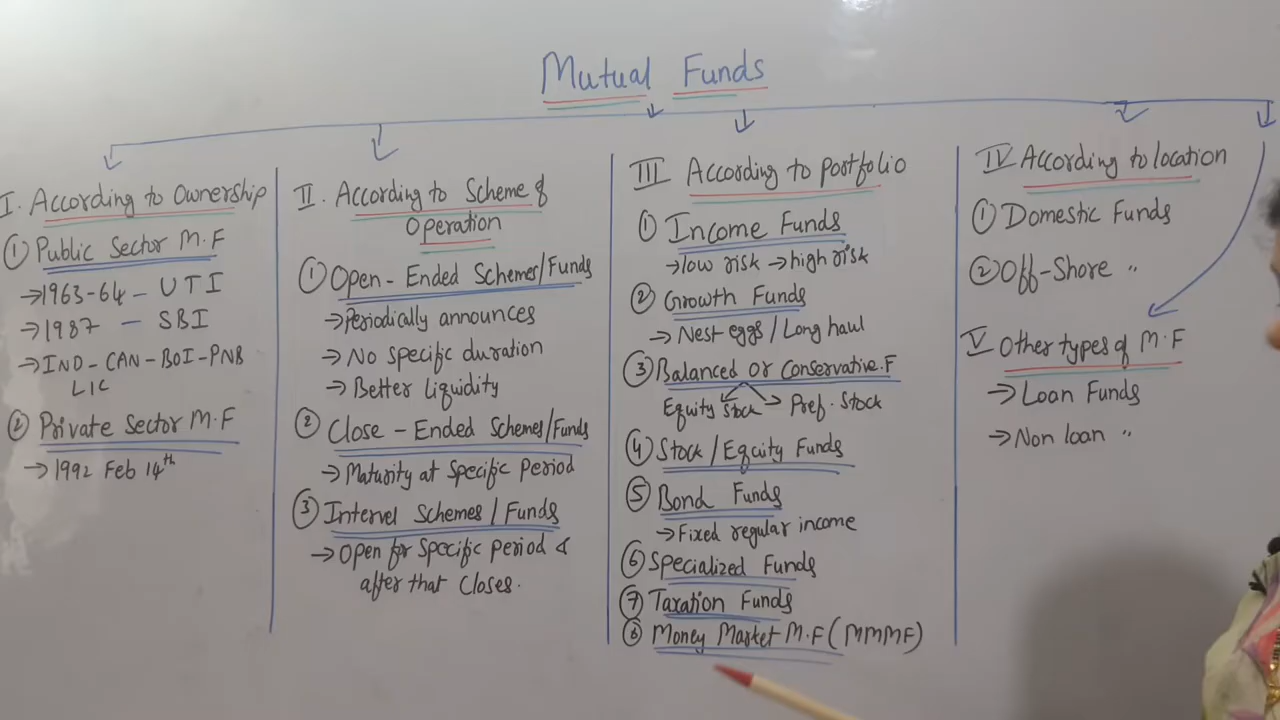 Mutual Funds
I. According to Ownership
① Public Sector M.F
→1963-64 - UTI
→1987 - SBI
→IND-CAN-BOI-PNB
LIC
② Private Sector M.F
→1992 Feb 14th
II. According to Scheme of
Operation
① Open-Ended Schemes/Funds
→Periodically announces
→No specific duration
→Better liquidity
② Close-Ended Schemes/Funds
→Maturity at Specific Period
③ Intervel Schemes/Funds
→Open for Specific Period &
after that Closes.
III According to portfolio
① Income Funds
→low risk →high risk
② Growth Funds
→Nest eggs / Long haul
③ Balanced or Conservative.F
Equity Stock → Pref. Stock
④ Stock/Equity Funds
⑤ Bond Funds
→Fixed regular income
⑥ Specialized Funds
⑦ Taxation Funds
⑧ Money Market M.F (MMMF)
IV According to location
① Domestic Funds
② Off-Shore "
V Other types of M.F
→Loan Funds
→Non loan "